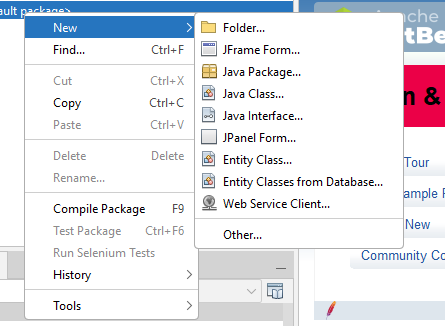 ault package>
New
Find... Ctrl+F
Cut Ctrl+X
Copy Ctrl+C
Paste Ctrl+V
Delete Delete
Rename...
Compile Package F9
Test Package Ctrl+F6
Run Selenium Tests
History
Tools
Folder...
JFrame Form...
Java Package...
Java Class...
Java Interface...
JPanel Form...
Entity Class...
Entity Classes from Database...
Web Service Client...
Other...
anche
tBe
n &
Tour
ample
New
Community Co